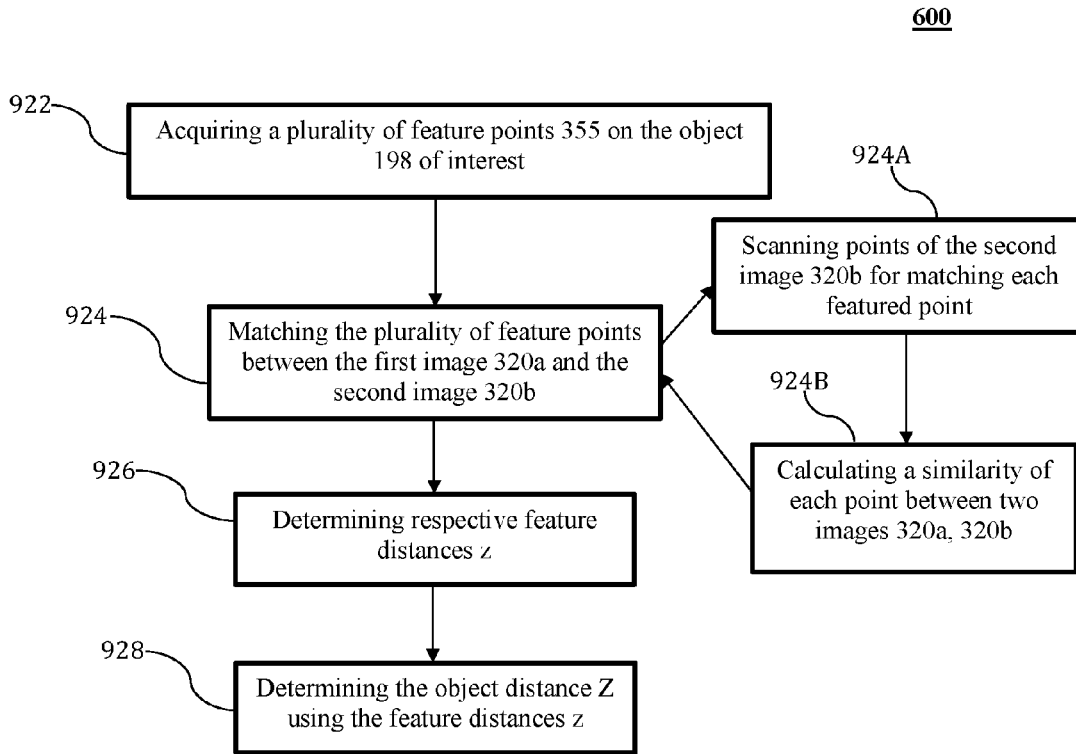 600
922
Acquiring a plurality of feature points 355 on the object
198 of interest
924A
Scanning points of the second
image 320b for matching each
featured point
924
Matching the plurality of feature points
between the first image 320a and the
second image 320b
924B
Calculating a similarity of
each point between two
images 320a, 320b
926
Determining respective feature
distances z
928
Determining the object distance Z
using the feature distances z